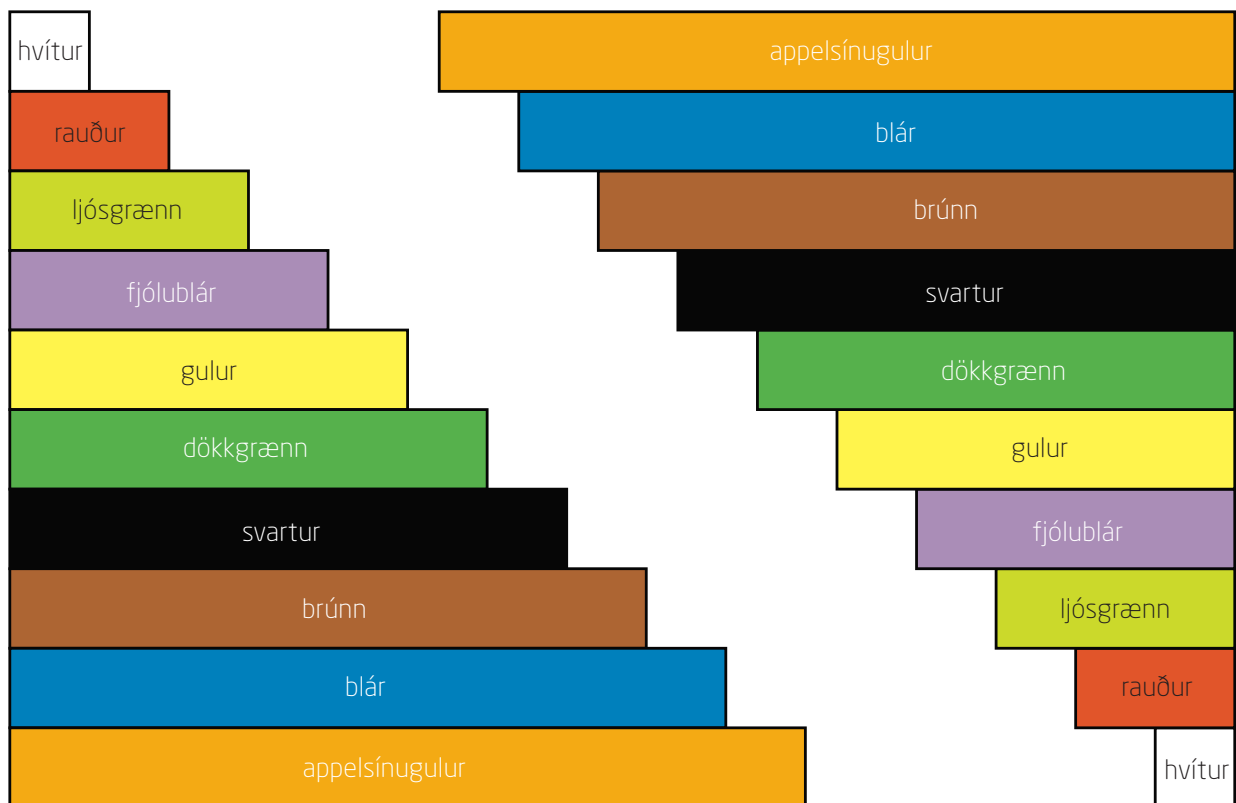 hvítur
appelsínugulur
rauður
blár
ljósgrænn
brúnn
fjólublár
svartur
gulur
dökkgrænn
dökkgrænn
gulur
svartur
fjólublár
brúnn
ljósgrænn
blár
rauður
appelsínugulur
hvítur